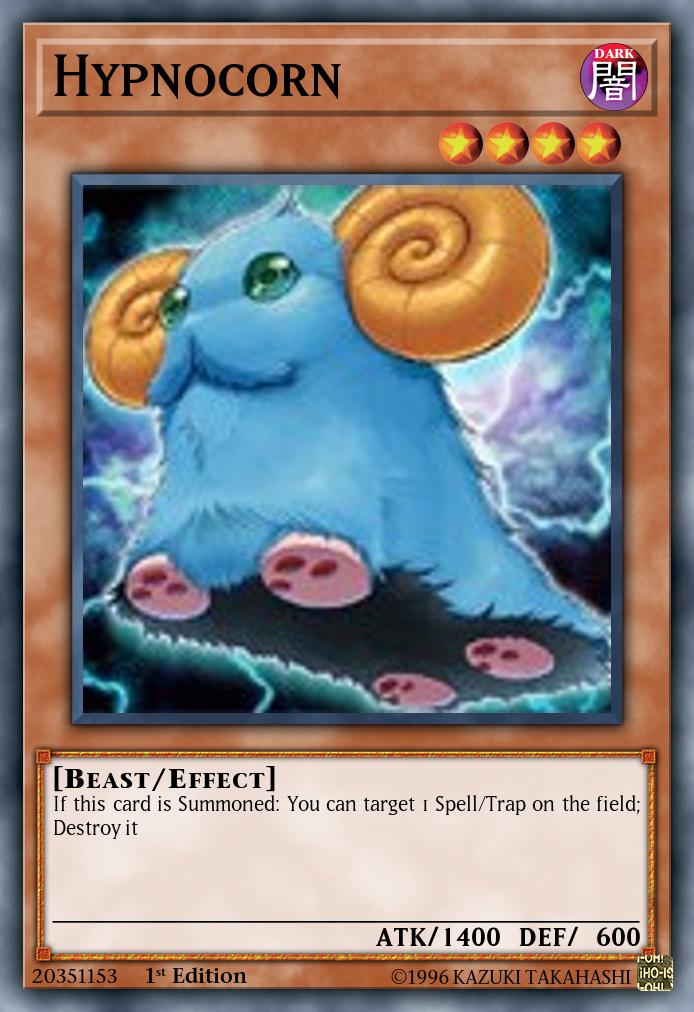 Hypnocorn
DARK
闇
[Beast/Effect]
If this card is Summoned: You can target 1 Spell/Trap on the field;
Destroy it
ATK/1400 DEF/ 600
20351153 1st Edition ©1996 KAZUKI TAKAHASHI